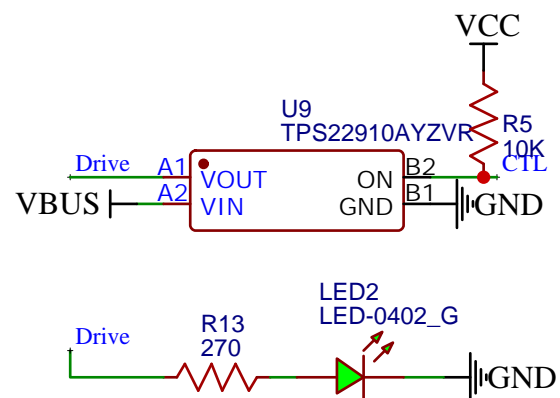 VCC
U9
TPS22910AYZVR
R5
10K
Drive
A1
VOUT
ON
B2
CTL
VBUS
A2
VIN
GND
B1
GND
LED2
LED-0402_G
Drive
R13
270
GND